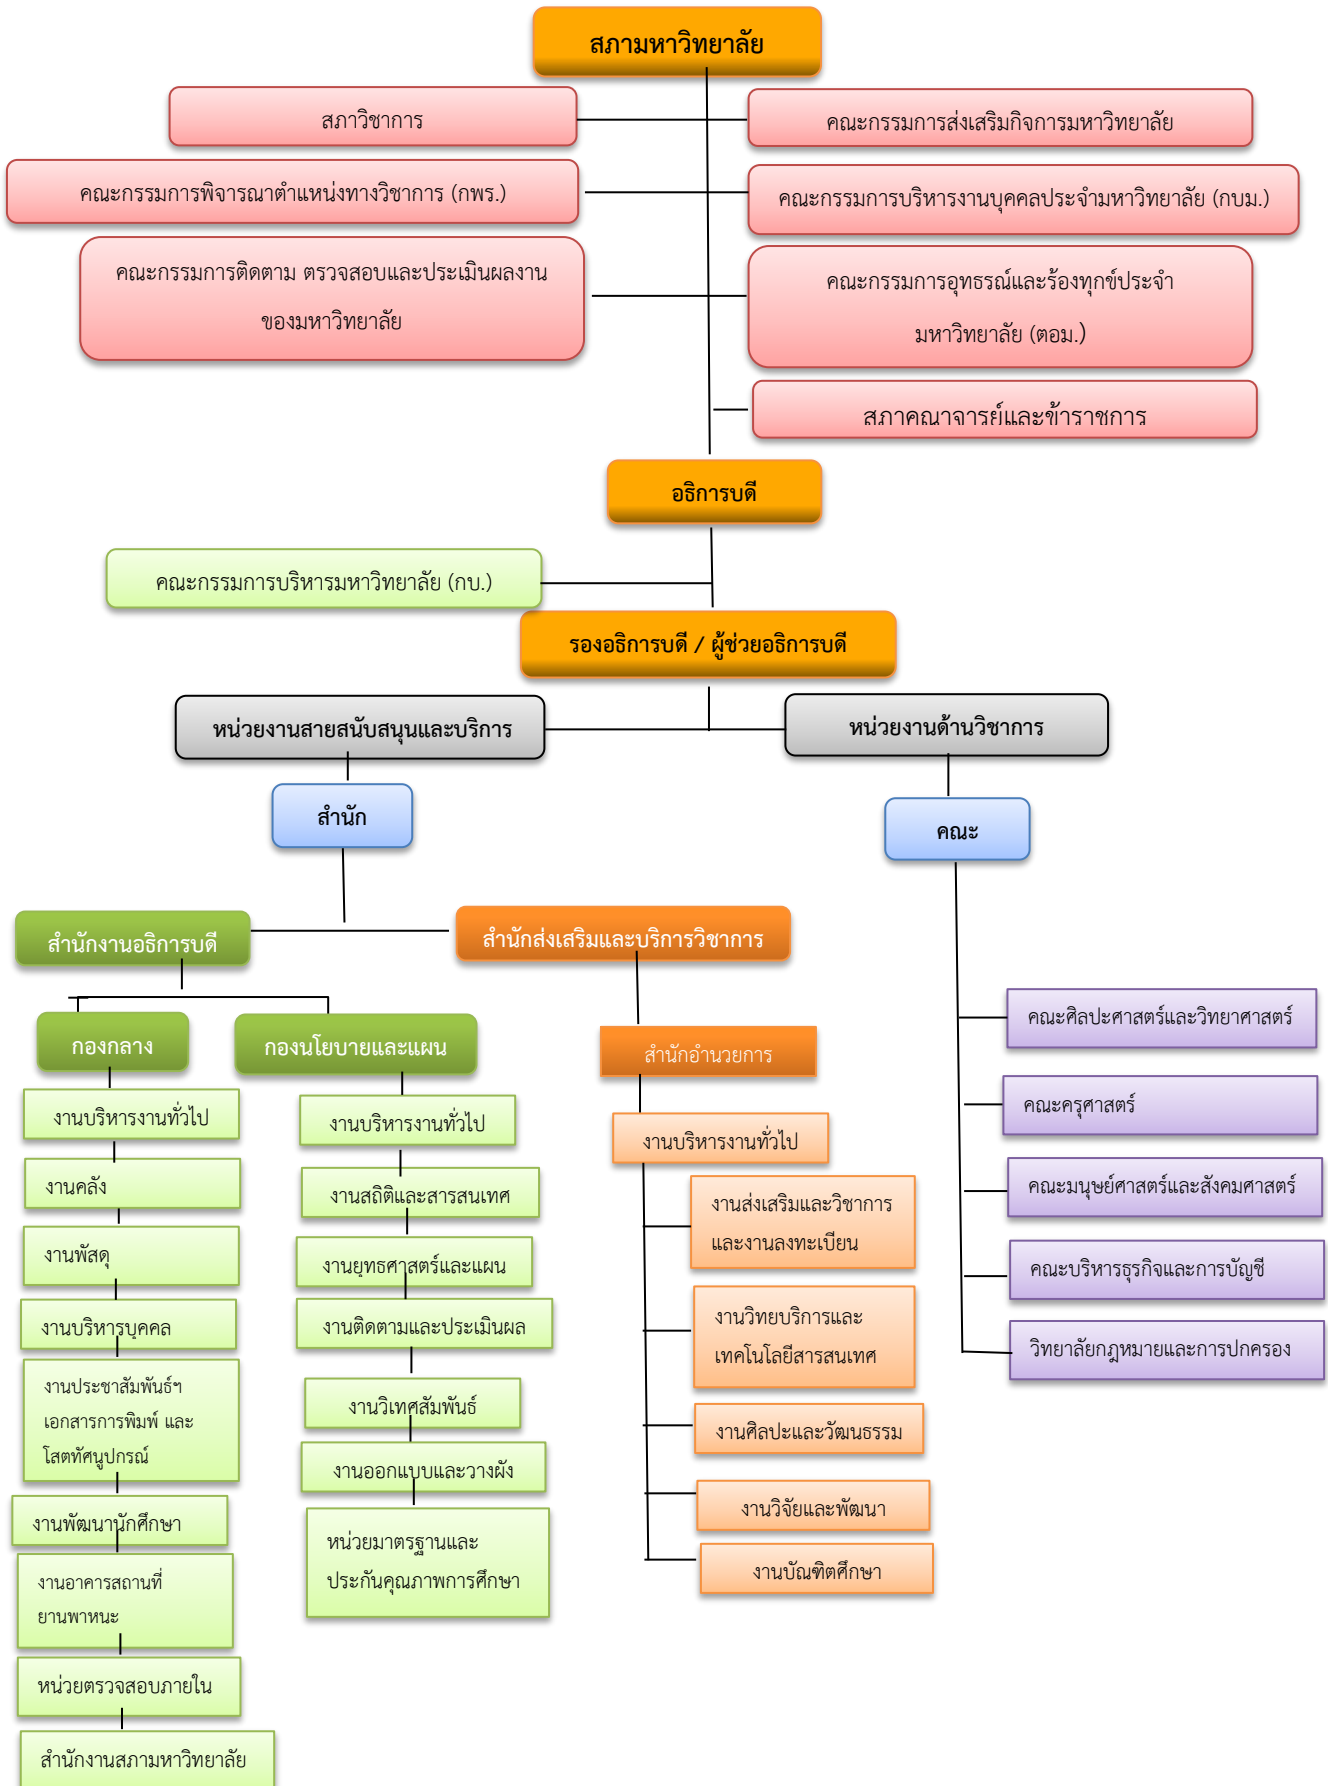 สภามหาวิทยาลัย
สภาวิชาการ
คณะกรรมการส่งเสริมกิจการมหาวิทยาลัย
คณะกรรมการพิจารณาตำแหน่งทางวิชาการ (กพร.)
คณะกรรมการบริหารงานบุคคลประจำมหาวิทยาลัย (กบม.)
คณะกรรมการติดตาม ตรวจสอบและประเมินผลงาน
ของมหาวิทยาลัย
คณะกรรมการอุทธรณ์และร้องทุกข์ประจำ
มหาวิทยาลัย (ตอม.)
สภาคณาจารย์และข้าราชการ
อธิการบดี
คณะกรรมการบริหารมหาวิทยาลัย (กบ.)
รองอธิการบดี / ผู้ช่วยอธิการบดี
หน่วยงานสายสนับสนุนและบริการ
หน่วยงานด้านวิชาการ
สำนัก
คณะ
สำนักงานอธิการบดี
สำนักส่งเสริมและบริการวิชาการ
กองกลาง
กองนโยบายและแผน
สำนักอำนวยการ
งานบริหารงานทั่วไป
งานคลัง
งานพัสดุ
งานบริหารบุคคล
งานประชาสัมพันธ์ฯ
เอกสารการพิมพ์ และ
โสตทัศนูปกรณ์
งานพัฒนานักศึกษา
งานอาคารสถานที่
ยานพาหนะ
หน่วยตรวจสอบภายใน
สำนักงานสภามหาวิทยาลัย
งานบริหารงานทั่วไป
งานสถิติและสารสนเทศ
งานยุทธศาสตร์และแผน
งานติดตามและประเมินผล
งานวิเทศสัมพันธ์
งานออกแบบและวางผัง
หน่วยมาตรฐานและ
ประกันคุณภาพการศึกษา
งานบริหารงานทั่วไป
งานส่งเสริมและวิชาการ
และงานลงทะเบียน
งานวิทยบริการและ
เทคโนโลยีสารสนเทศ
งานศิลปะและวัฒนธรรม
งานวิจัยและพัฒนา
งานบัณฑิตศึกษา
คณะศิลปะศาสตร์และวิทยาศาสตร์
คณะครุศาสตร์
คณะมนุษย์ศาสตร์และสังคมศาสตร์
คณะบริหารธุรกิจและการบัญชี
วิทยาลัยกฎหมายและการปกครอง